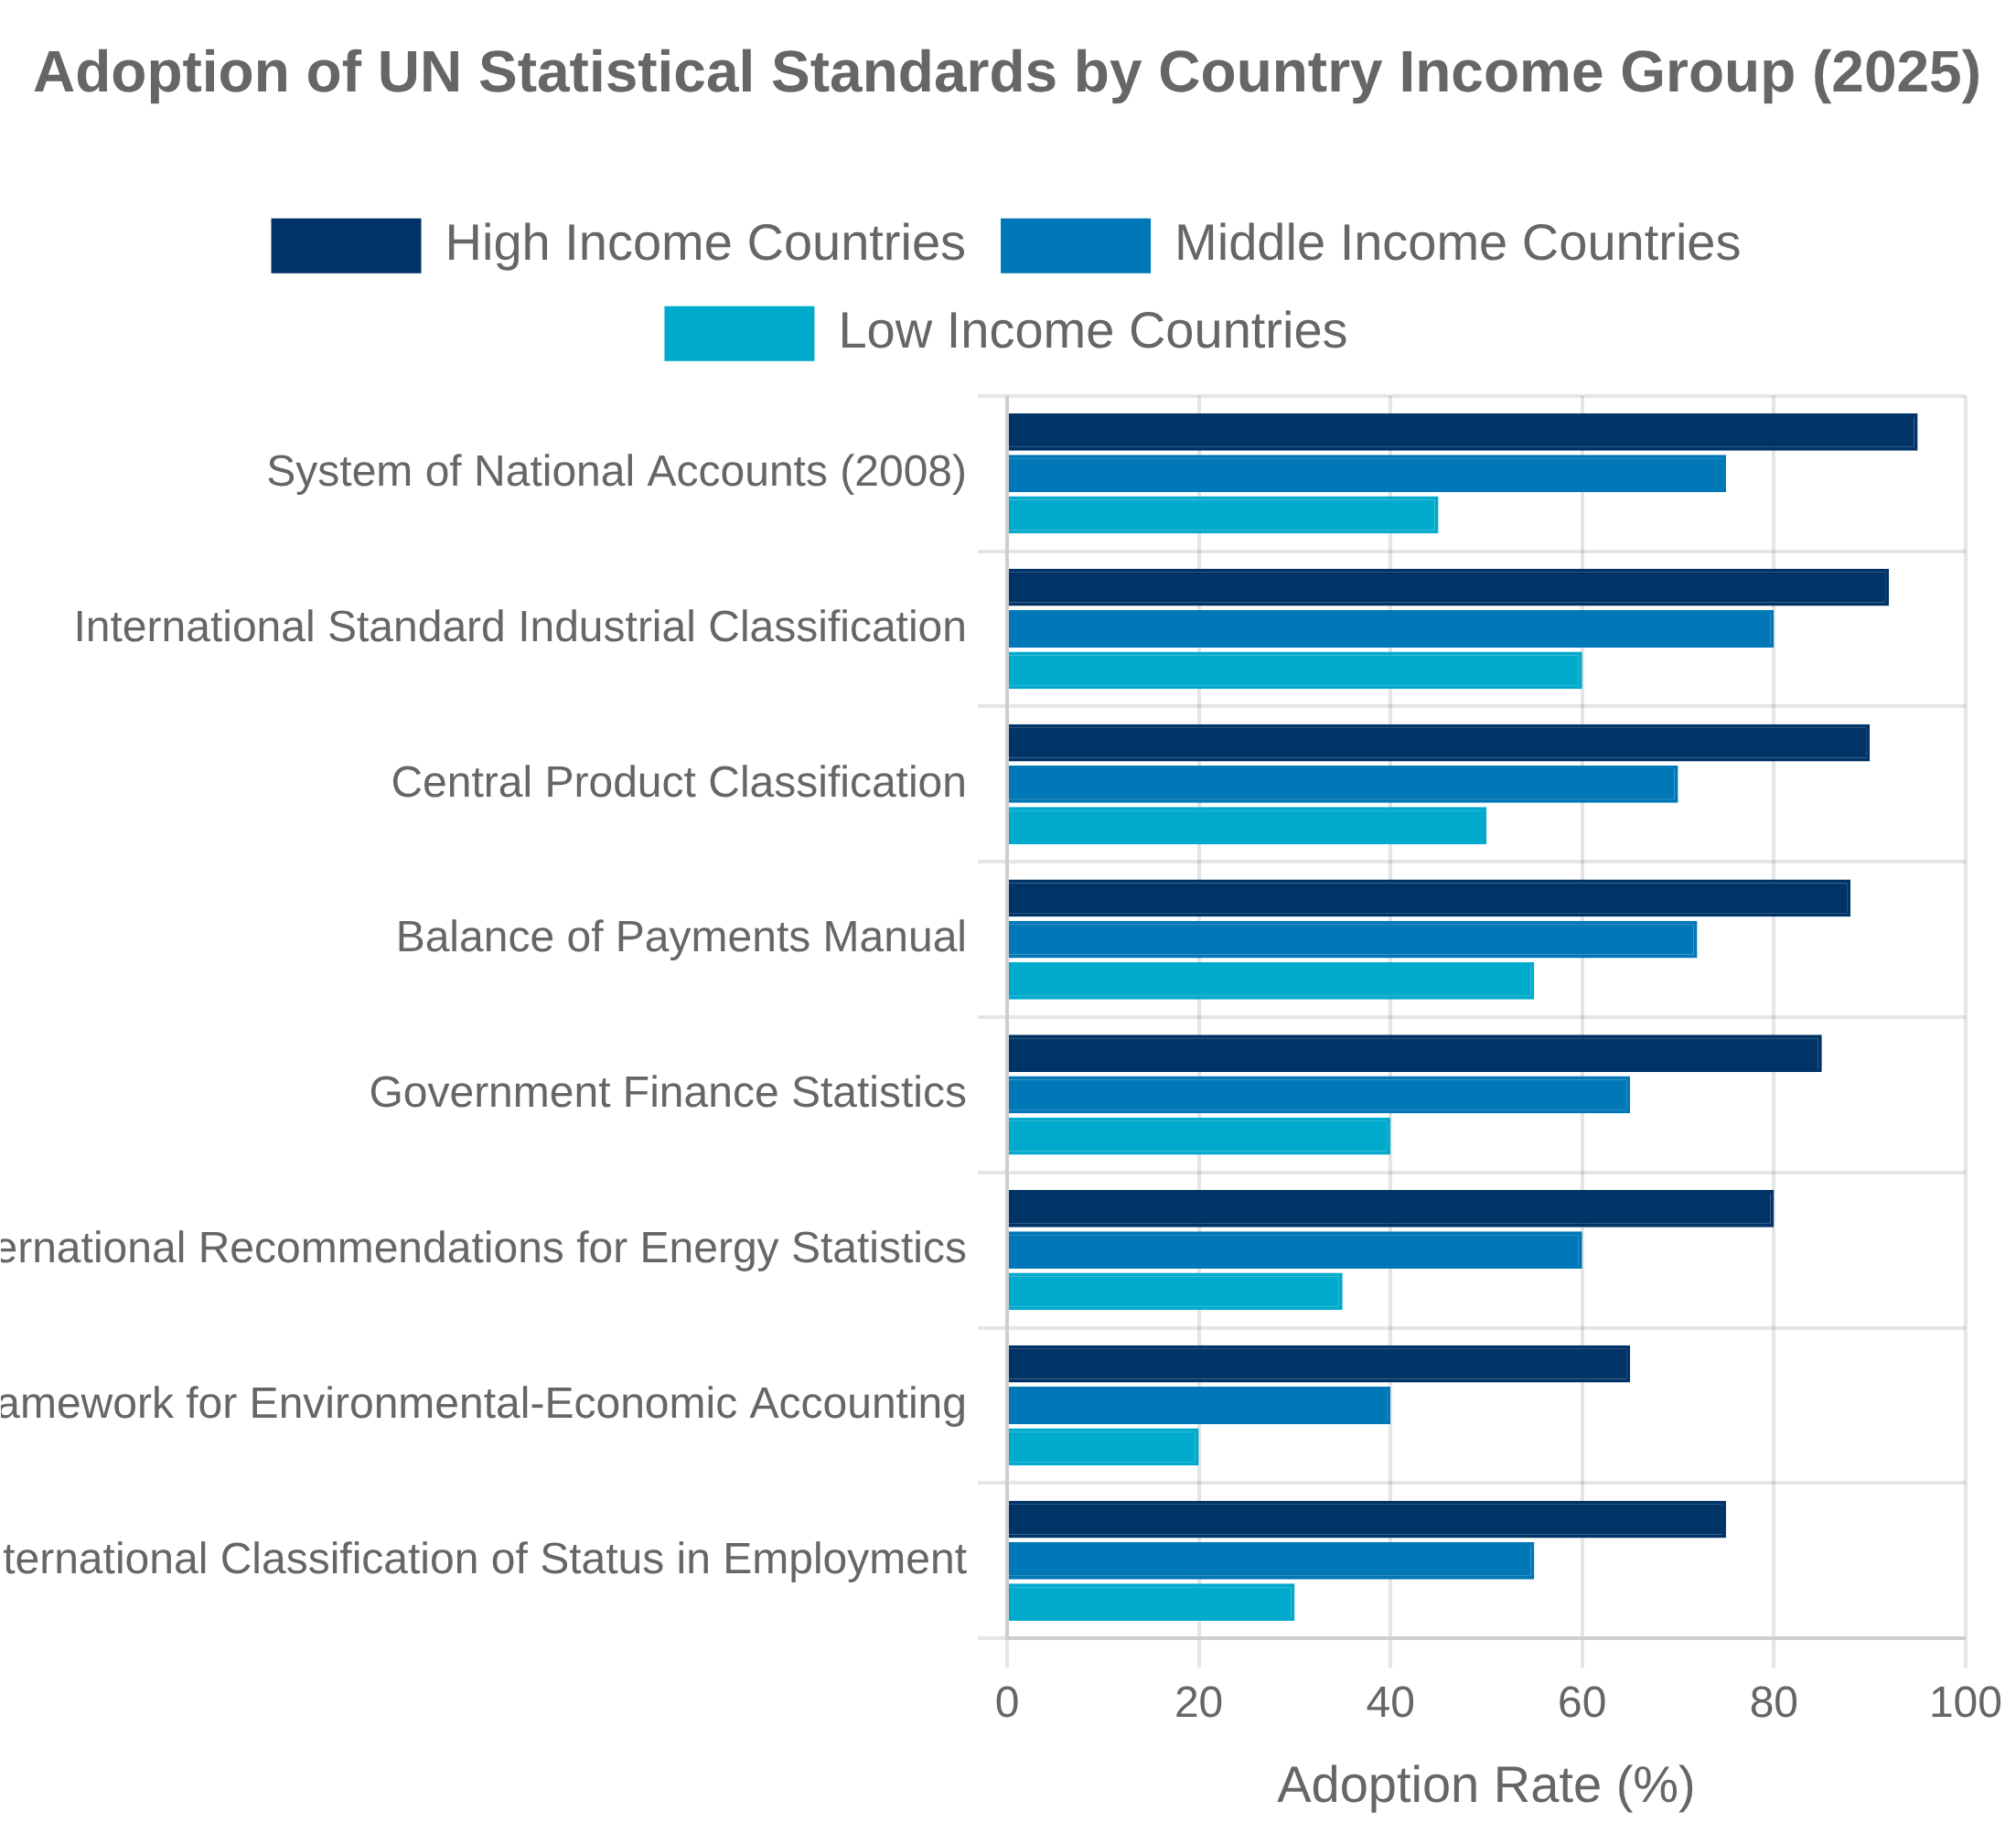 Adoption of UN Statistical Standards by Country Income Group (2025)
High Income Countries
Middle Income Countries
Low Income Countries
System of National Accounts (2008)
International Standard Industrial Classification
Central Product Classification
Balance of Payments Manual
Government Finance Statistics
Recommendations for Energy Statistics
for Environmental-Economic Accounting
Classification of Status in Employment
0 20 40 60 80 100
Adoption Rate (%)